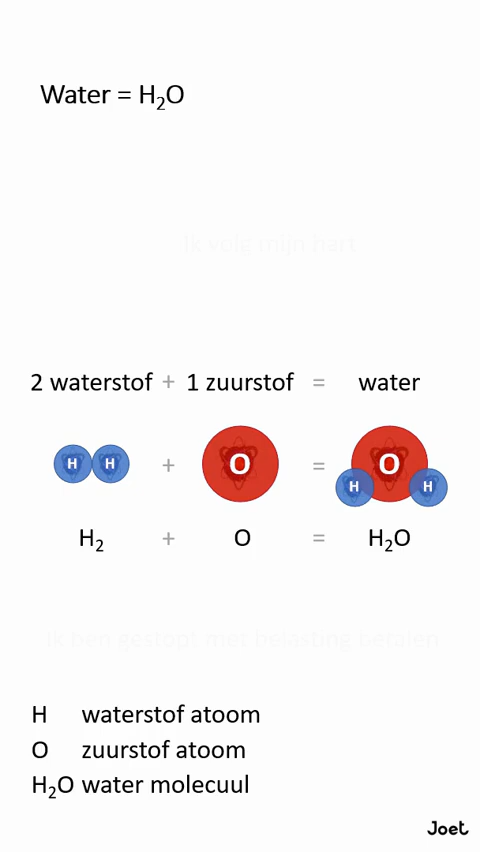 Water = H₂O
ik vulg mijn hart
2 waterstof + 1 zuurstof = water
H H + O = O H H
H₂ + O = H₂O
ik ben gestopt met belasting betalen
H waterstof atoom
O zuurstof atoom
H₂O water molecuul
Joet